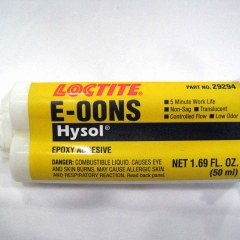 LOCTITE®
PART NO. 29294
E-00NS
Hysol®
■ 5 Minute Work Life
■ Non-Sag ■ Translucent
■ Controlled Flow ■ Low Odor
EPOXY ADHESIVE
DANGER: COMBUSTIBLE LIQUID. CAUSES EYE
AND SKIN BURNS, MAY CAUSE ALLERGIC SKIN
AND RESPIRATORY REACTION. Read back panel.
NET 1.69 FL. OZ.
(50 ml)